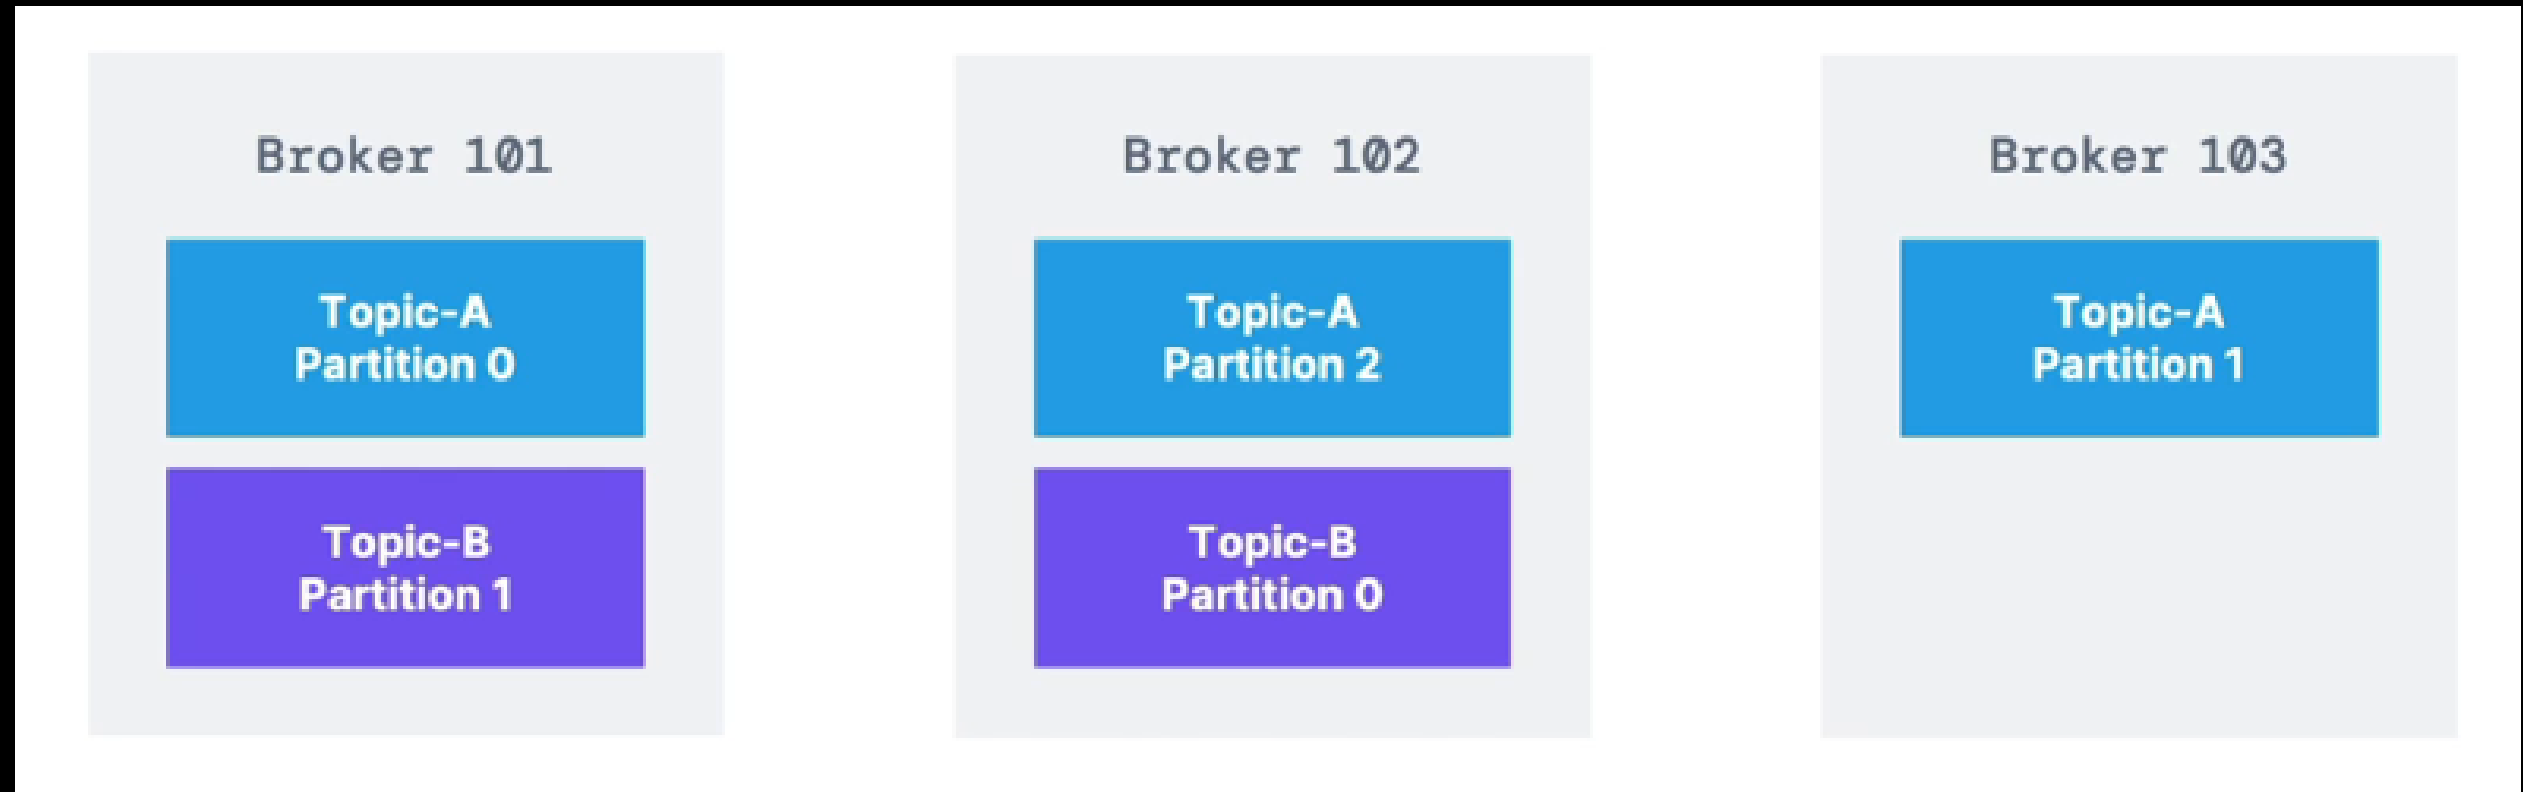 Broker 101
Topic-A
Partition 0
Topic-B
Partition 1
Broker 102
Topic-A
Partition 2
Topic-B
Partition 0
Broker 103
Topic-A
Partition 1